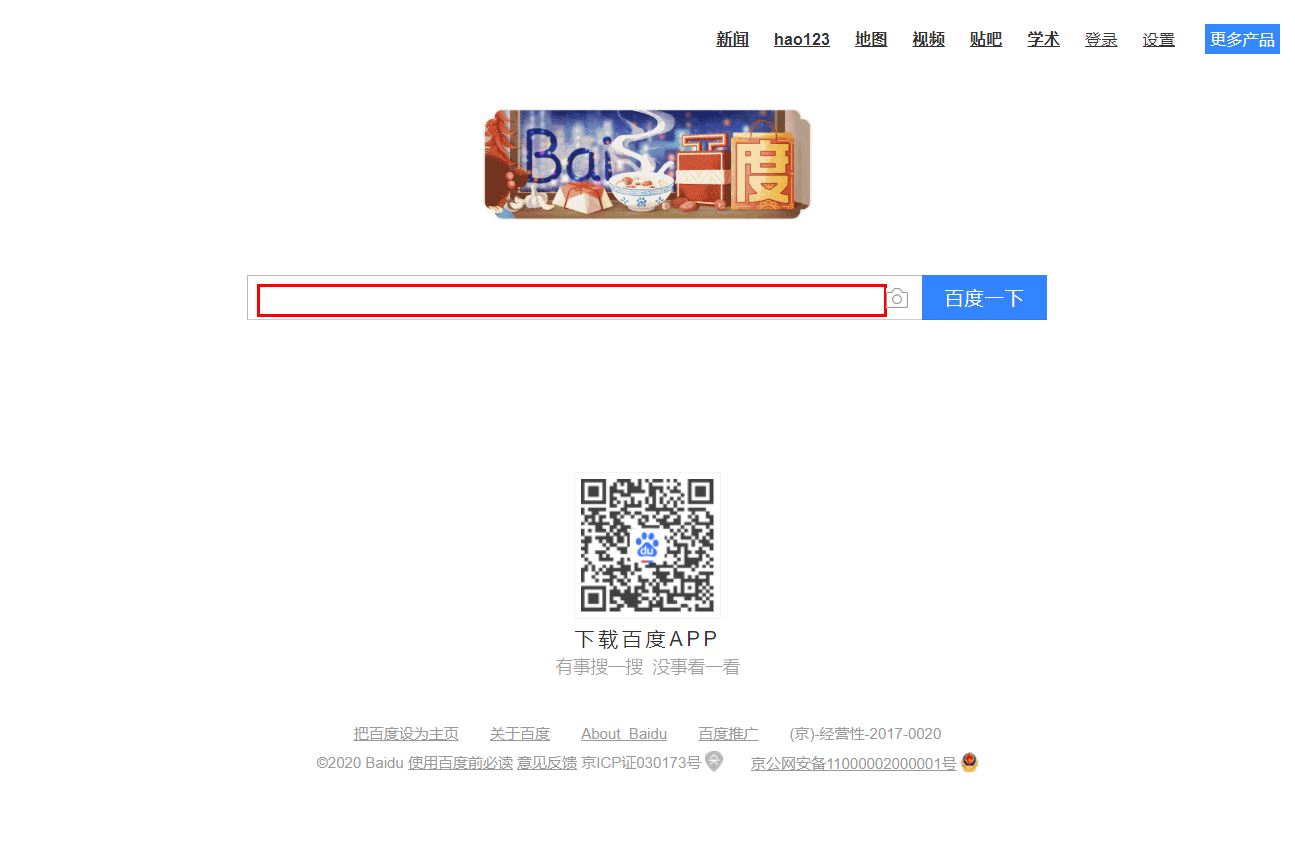 新闻 hao123 地图 视频 贴吧 学术 登录 设置 更多产品
Bai 百度
百度一下
du
下载百度APP
有事搜一搜 没事看一看
把百度设为主页 关于百度 About Baidu 百度推广 (京)-经营性-2017-0020
©2020 Baidu 使用百度前必读 意见反馈 京ICP证030173号 京公网安备11000002000001号